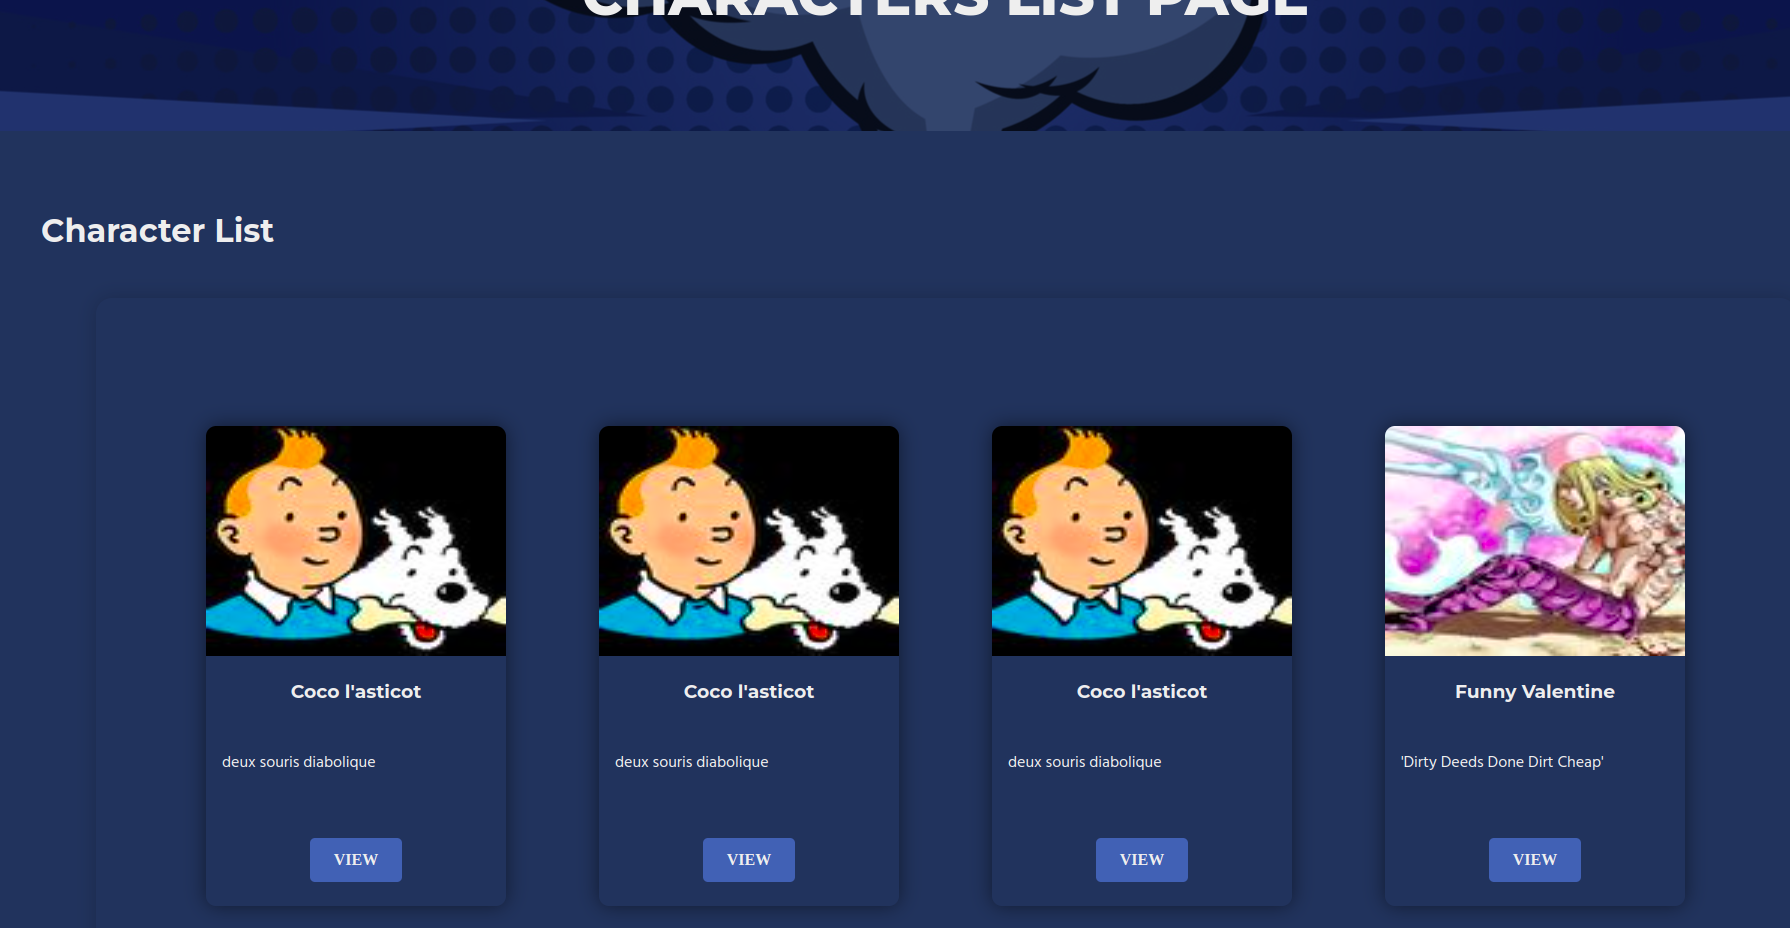 CHARACTERS LIST PAGE
Character List
Coco l'asticot
deux souris diabolique
VIEW
Coco l'asticot
deux souris diabolique
VIEW
Coco l'asticot
deux souris diabolique
VIEW
Funny Valentine
'Dirty Deeds Done Dirt Cheap'
VIEW